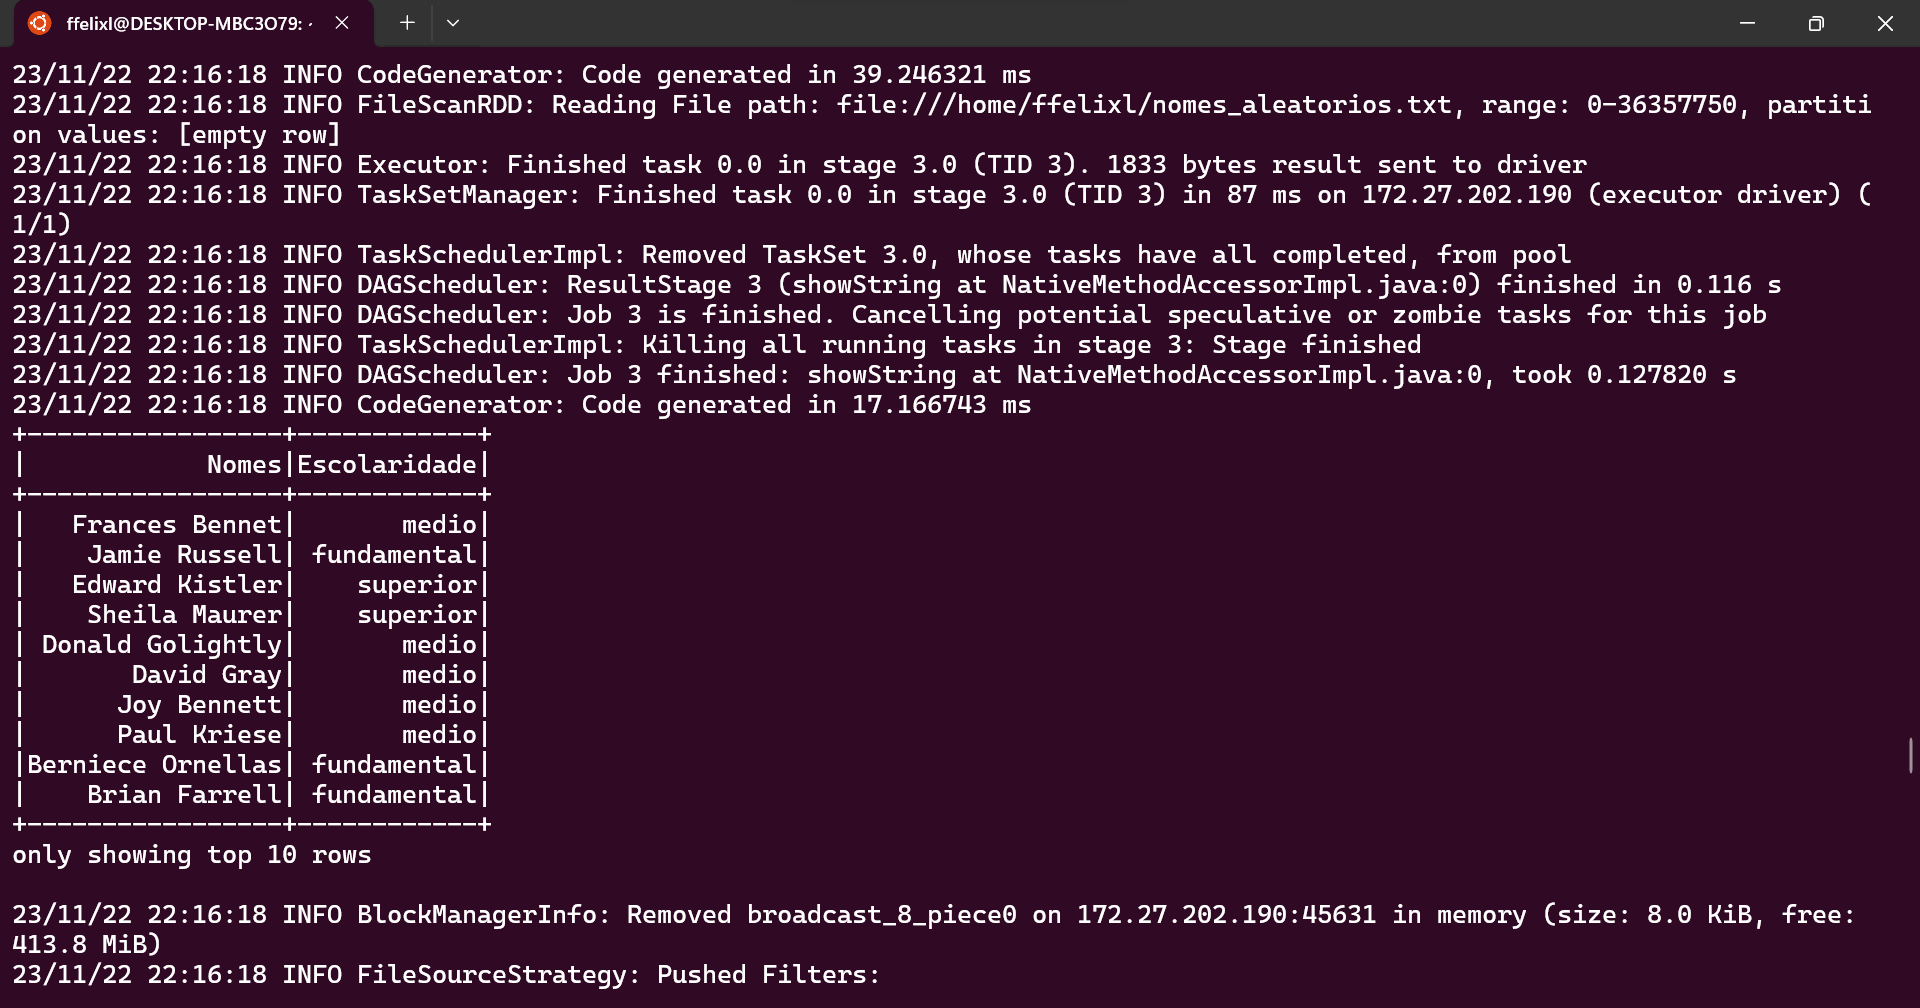 ffelixl@DESKTOP-MBC3O79: ~
23/11/22 22:16:18 INFO CodeGenerator: Code generated in 39.246321 ms
23/11/22 22:16:18 INFO FileScanRDD: Reading File path: file:///home/ffelixl/nomes_aleatorios.txt, range: 0-36357750, partiti
on values: [empty row]
23/11/22 22:16:18 INFO Executor: Finished task 0.0 in stage 3.0 (TID 3). 1833 bytes result sent to driver
23/11/22 22:16:18 INFO TaskSetManager: Finished task 0.0 in stage 3.0 (TID 3) in 87 ms on 172.27.202.190 (executor driver) (
1/1)
23/11/22 22:16:18 INFO TaskSchedulerImpl: Removed TaskSet 3.0, whose tasks have all completed, from pool
23/11/22 22:16:18 INFO DAGScheduler: ResultStage 3 (showString at NativeMethodAccessorImpl.java:0) finished in 0.116 s
23/11/22 22:16:18 INFO DAGScheduler: Job 3 is finished. Cancelling potential speculative or zombie tasks for this job
23/11/22 22:16:18 INFO TaskSchedulerImpl: Killing all running tasks in stage 3: Stage finished
23/11/22 22:16:18 INFO DAGScheduler: Job 3 finished: showString at NativeMethodAccessorImpl.java:0, took 0.127820 s
23/11/22 22:16:18 INFO CodeGenerator: Code generated in 17.166743 ms
+-----------------+------------+
|            Nomes|Escolaridade|
+-----------------+------------+
|   Frances Bennet|       medio|
|    Jamie Russell| fundamental|
|   Edward Kistler|    superior|
|    Sheila Maurer|    superior|
| Donald Golightly|       medio|
|       David Gray|       medio|
|      Joy Bennett|       medio|
|      Paul Kriese|       medio|
|Berniece Ornellas| fundamental|
|    Brian Farrell| fundamental|
+-----------------+------------+
only showing top 10 rows
23/11/22 22:16:18 INFO BlockManagerInfo: Removed broadcast_8_piece0 on 172.27.202.190:45631 in memory (size: 8.0 KiB, free:
413.8 MiB)
23/11/22 22:16:18 INFO FileSourceStrategy: Pushed Filters: